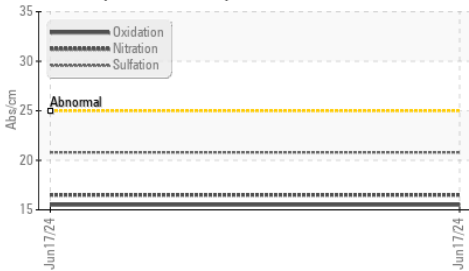 35
Oxidation
Nitration
Sulfation
30
Abnormal
25
Abs/cm
20
15
Jun17/24
Jun17/24